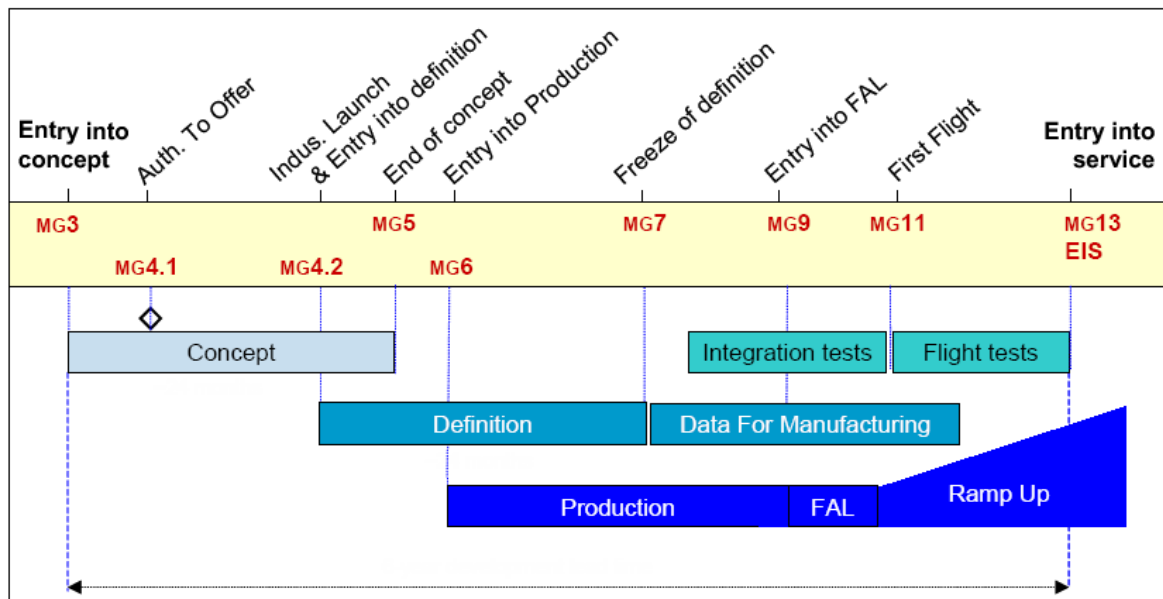 Entry into
concept
Auth. To Offer
Indus. Launch
& Entry into definition
End of concept
Entry into Production
Freeze of definition
Entry into FAL
First Flight
Entry into
service
MG3
MG5
MG7
MG9
MG11
MG13
EIS
MG4.1
MG4.2
MG6
Concept
Integration tests
Flight tests
Definition
Data For Manufacturing
Production
FAL
Ramp Up